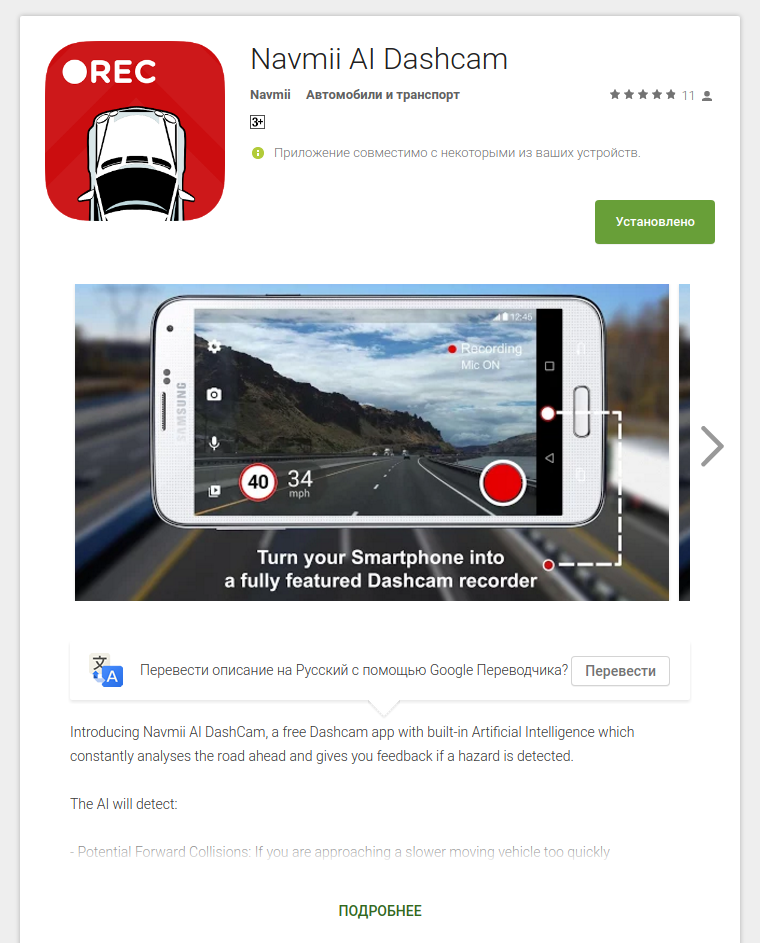 REC
Navmii AI Dashcam
Navmii Автомобили и транспорт
11
3+
Приложение совместимо с некоторыми из ваших устройств.
Установлено
12:45
Recording
Mic ON
SAMSUNG
40
34
mph
Turn your Smartphone into
a fully featured Dashcam recorder
文
A
Перевести описание на Русский с помощью Google Переводчика?
Перевести
Introducing Navmii AI DashCam, a free Dashcam app with built-in Artificial Intelligence which
constantly analyses the road ahead and gives you feedback if a hazard is detected.
The AI will detect:
- Potential Forward Collisions: If you are approaching a slower moving vehicle too quickly
ПОДРОБНЕЕ